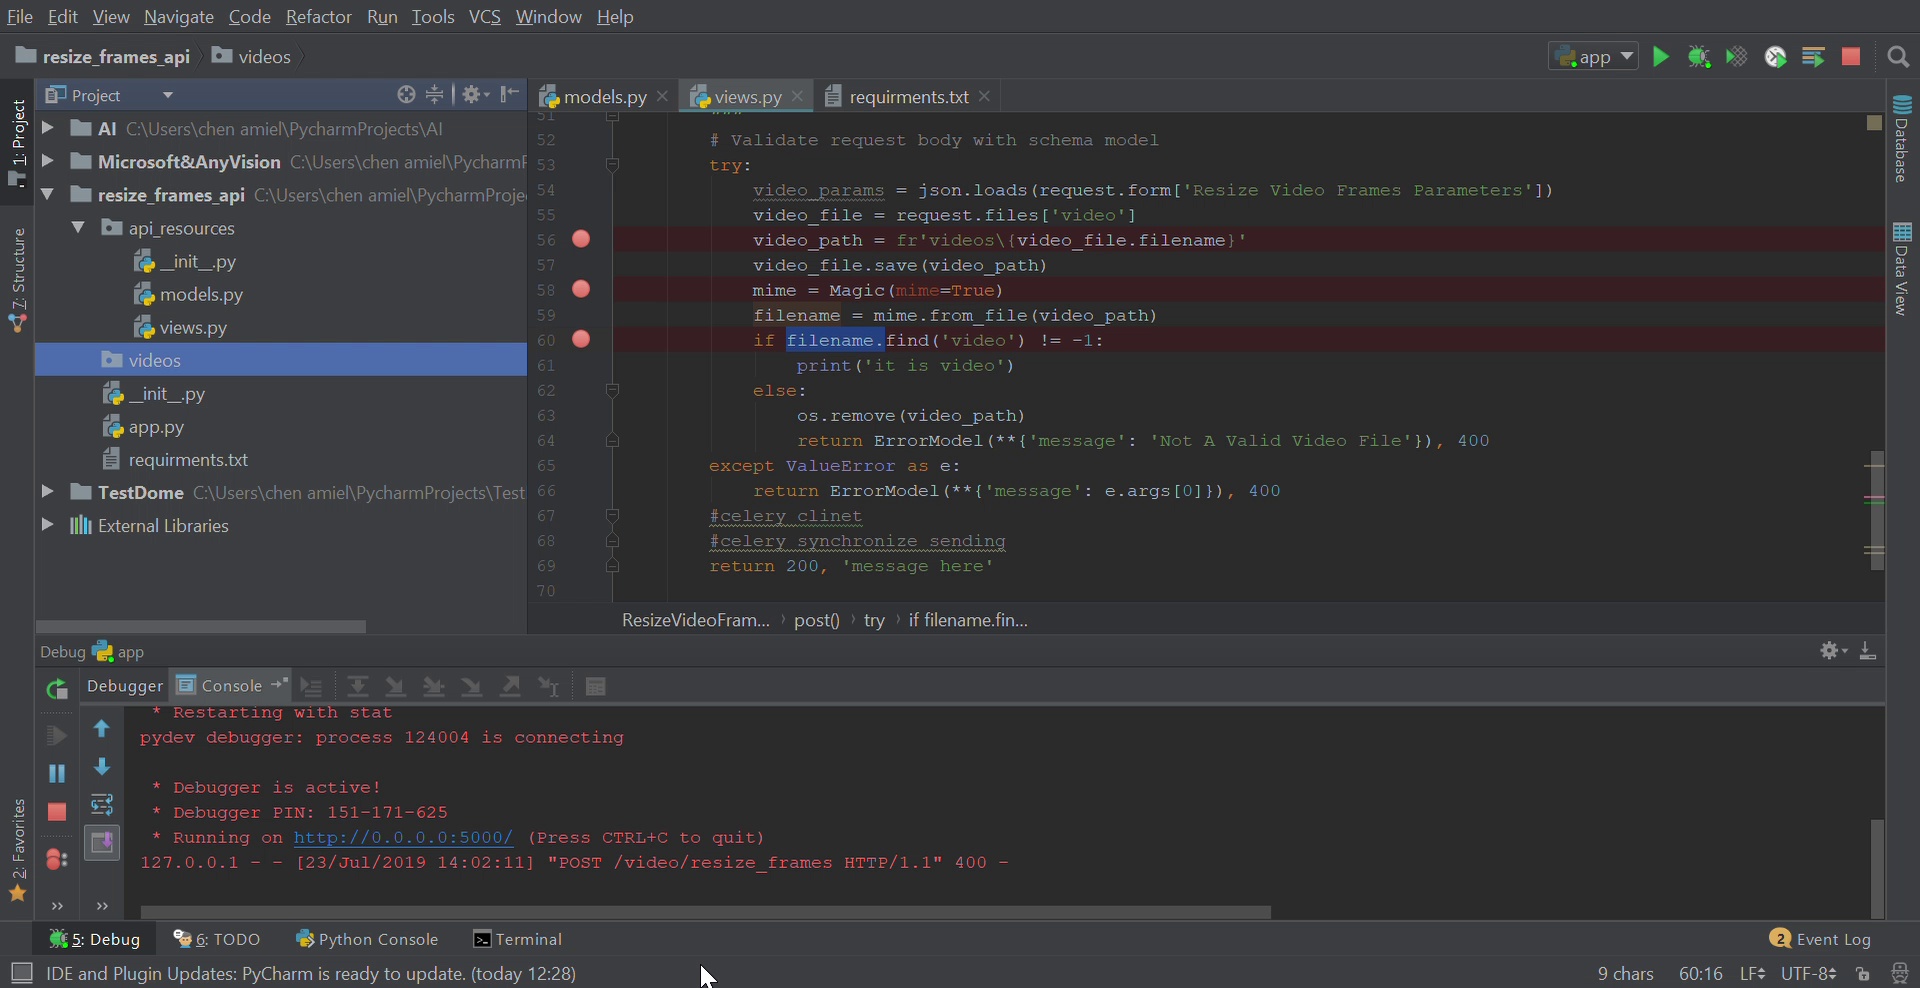 File Edit View Navigate Code Refactor Run Tools VCS Window Help
resize_frames_api videos
app
1: Project
7: Structure
2: Favorites
Project
AI C:\Users\chen amiel\PycharmProjects\AI
Microsoft&AnyVision C:\Users\chen amiel\PycharmF
resize_frames_api C:\Users\chen amiel\PycharmProje
api_resources
__init__.py
models.py
views.py
videos
__init__.py
app.py
requirments.txt
TestDome C:\Users\chen amiel\PycharmProjects\Test
External Libraries
models.py views.py requirments.txt
51 """
52 # Validate request body with schema model
53 try:
54 video_params = json.loads(request.form['Resize Video Frames Parameters'])
55 video_file = request.files['video']
56 video_path = fr'videos\{video_file.filename}'
57 video_file.save(video_path)
58 mime = Magic(mime=True)
59 filename = mime.from_file(video_path)
60 if filename.find('video') != -1:
61 print('it is video')
62 else:
63 os.remove(video_path)
64 return ErrorModel(**{'message': 'Not A Valid Video File'}), 400
65 except ValueError as e:
66 return ErrorModel(**{'message': e.args[0]}), 400
67 #celery clinet
68 #celery synchronize sending
69 return 200, 'message here'
70
ResizeVideoFram... › post() › try › if filename.fin...
Database
Data View
Debug app
Debugger Console
* Restarting with stat
pydev debugger: process 124004 is connecting
* Debugger is active!
* Debugger PIN: 151-171-625
* Running on http://0.0.0.0:5000/ (Press CTRL+C to quit)
127.0.0.1 - - [23/Jul/2019 14:02:11] "POST /video/resize_frames HTTP/1.1" 400 -
5: Debug 6: TODO Python Console Terminal 2 Event Log
IDE and Plugin Updates: PyCharm is ready to update. (today 12:28) 9 chars 60:16 LF UTF-8